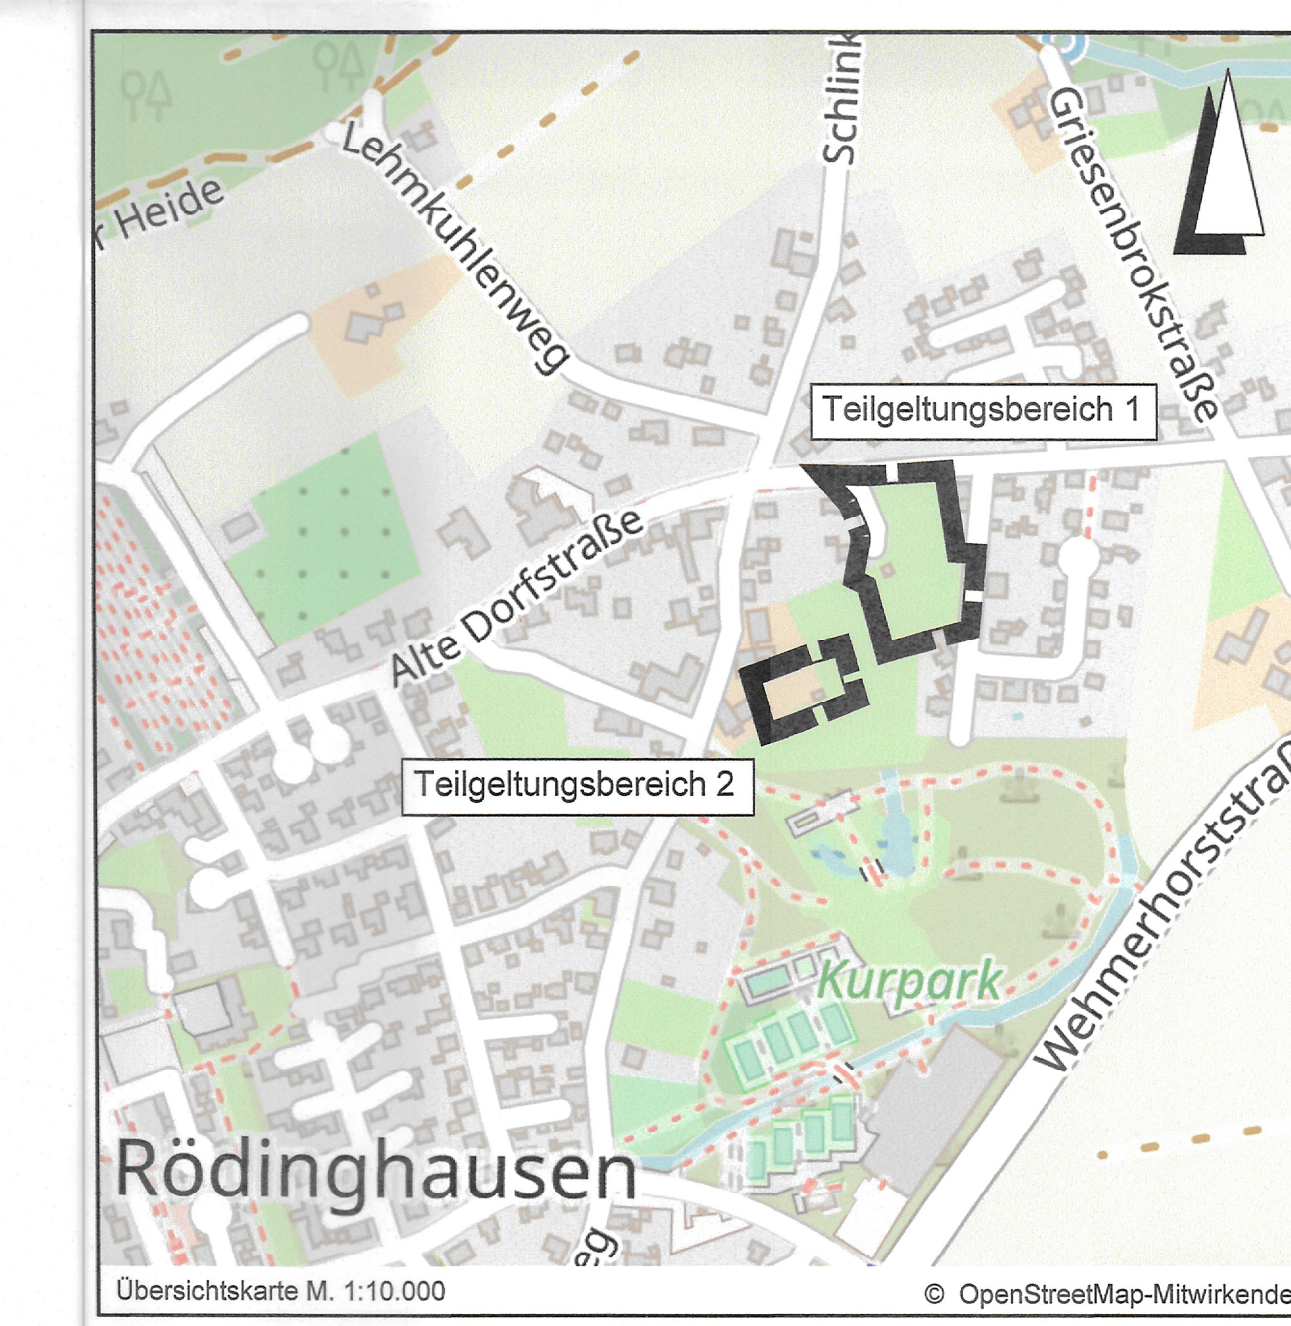 Schlink
Griesenbrokstraße
Lehmkuhlenweg
r Heide
Teilgeltungsbereich 1
Alte Dorfstraße
Teilgeltungsbereich 2
Wehmerhorststraß
Kurpark
Rödinghausen
eg
Übersichtskarte M. 1:10.000
© OpenStreetMap-Mitwirkende